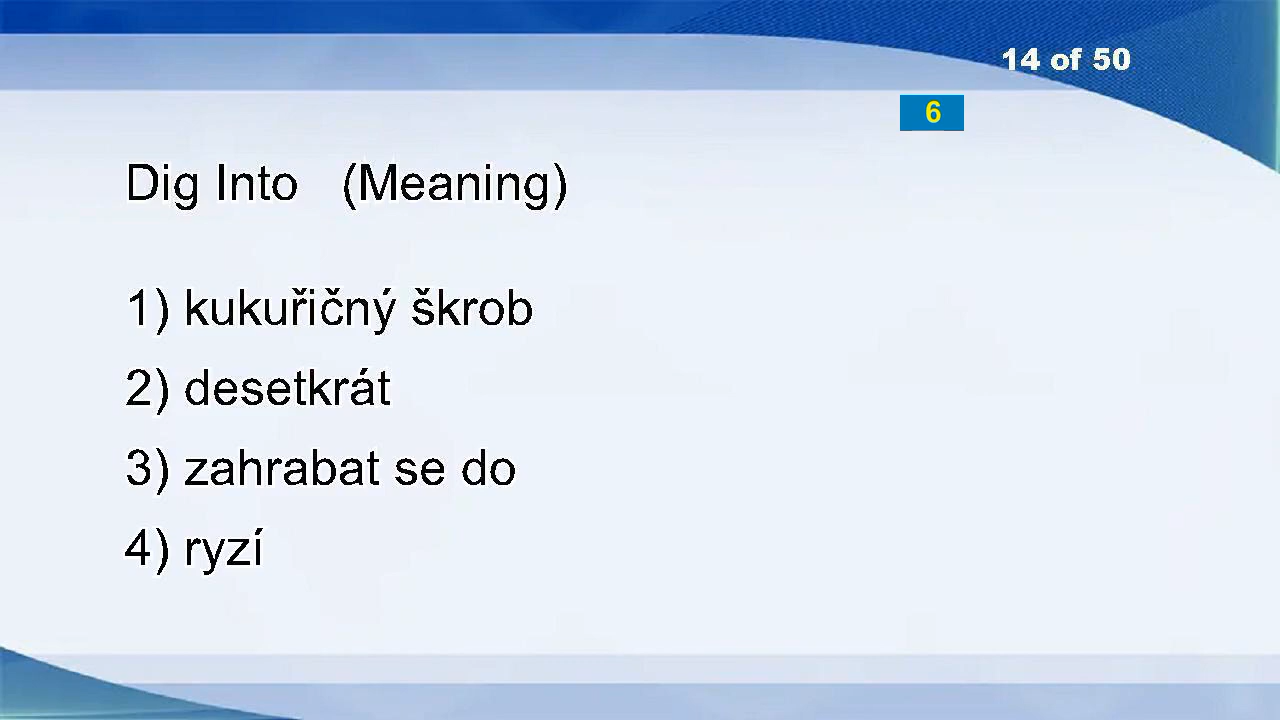 14 of 50
6
Dig Into (Meaning)
1) kukuřičný škrob
2) desetkrát
3) zahrabat se do
4) ryzí